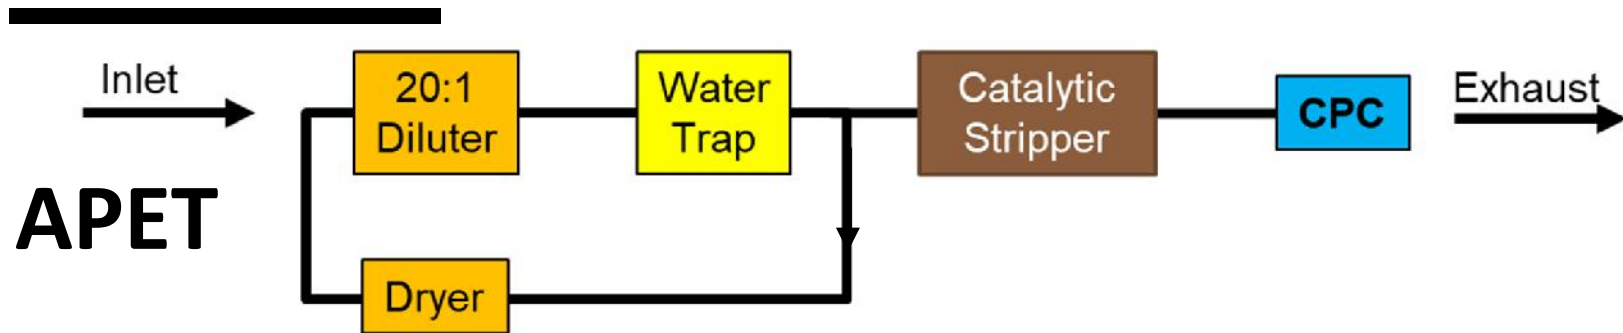 Inlet
20:1
Diluter
Water
Trap
Catalytic
Stripper
CPC
Exhaust
APET
Dryer